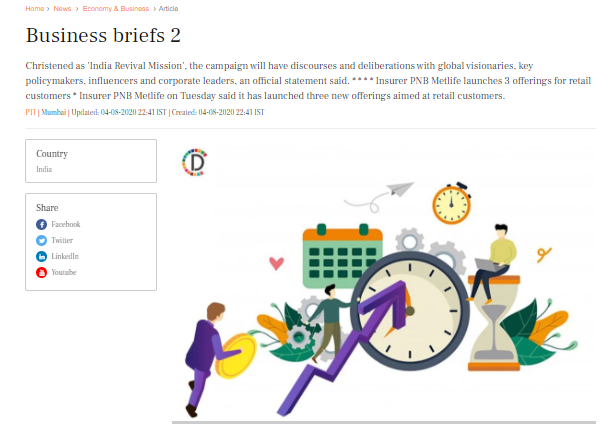 Home > News > Economy & Business > Article
Business briefs 2
Christened as 'India Revival Mission', the campaign will have discourses and deliberations with global visionaries, key
policymakers, influencers and corporate leaders, an official statement said. * * * * Insurer PNB Metlife launches 3 offerings for retail
customers * Insurer PNB Metlife on Tuesday said it has launched three new offerings aimed at retail customers.
PTI | Mumbai | Updated: 04-08-2020 22:41 IST | Created: 04-08-2020 22:41 IST
Country
India
Share
Facebook
Twitter
LinkedIn
Youtube
D